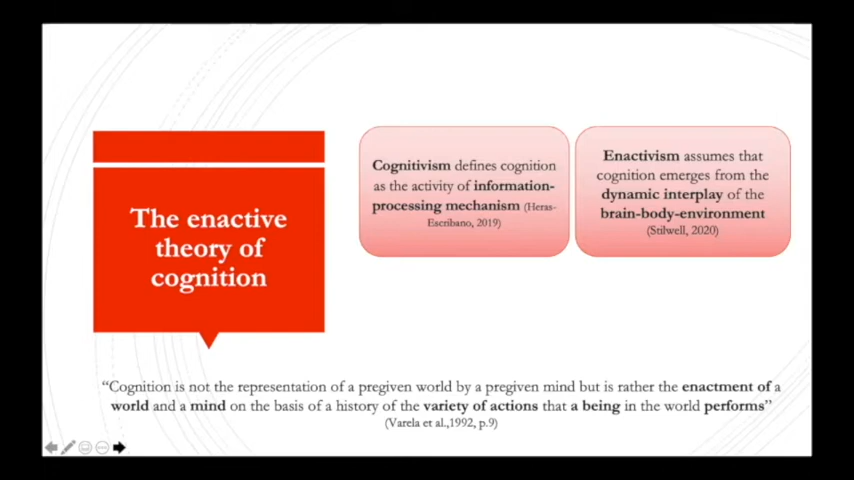 The enactive
theory of
cognition
Cognitivism defines cognition
as the activity of information-
processing mechanism (Heras-
Escribano, 2019)
Enactivism assumes that
cognition emerges from the
dynamic interplay of the
brain-body-environment
(Stilwell, 2020)
“Cognition is not the representation of a pregiven world by a pregiven mind but is rather the enactment of a
world and a mind on the basis of a history of the variety of actions that a being in the world performs”
(Varela et al.,1992, p.9)